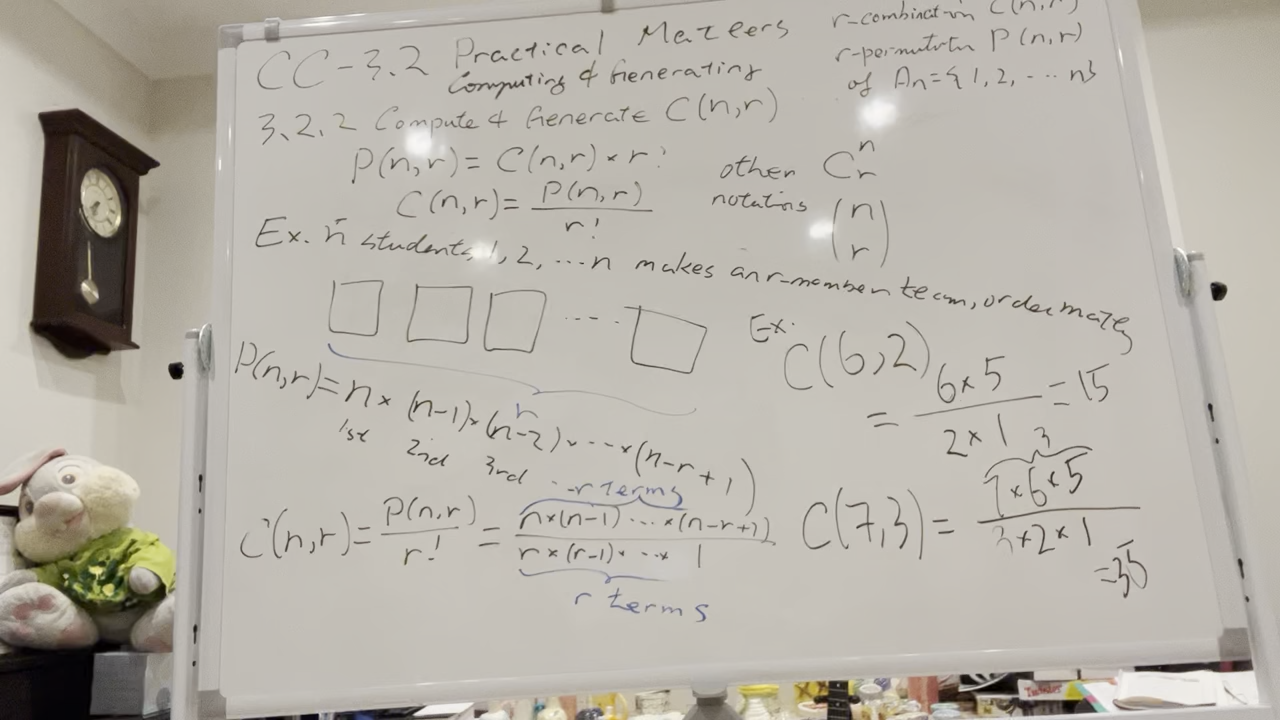 CC-3.2 Practical Matters
Computing & Generating
r-combination C(n,r)
r-permutation P(n,r)
of An={1,2,...n}
3.2.2 Compute & Generate C(n,r)
P(n,r)=C(n,r)×r!
C(n,r)=P(n,r)/r!
other notations C^n_r
(n r)
Ex. n students, 1, 2, ...n makes an r-member team, order
P(n,r)=n×(n-1)×(n-2)×...×(n-r+1)
r
1st 2nd 3rd
C(n,r)=P(n,r)/r! = n×(n-1)...×(n-r+1)/r×(r-1)×...×1
r terms
r terms
Ex.
C(6,2)
= 6×5/2×1 = 15
3
C(7,3)= 7×6×5/3×2×1
=35